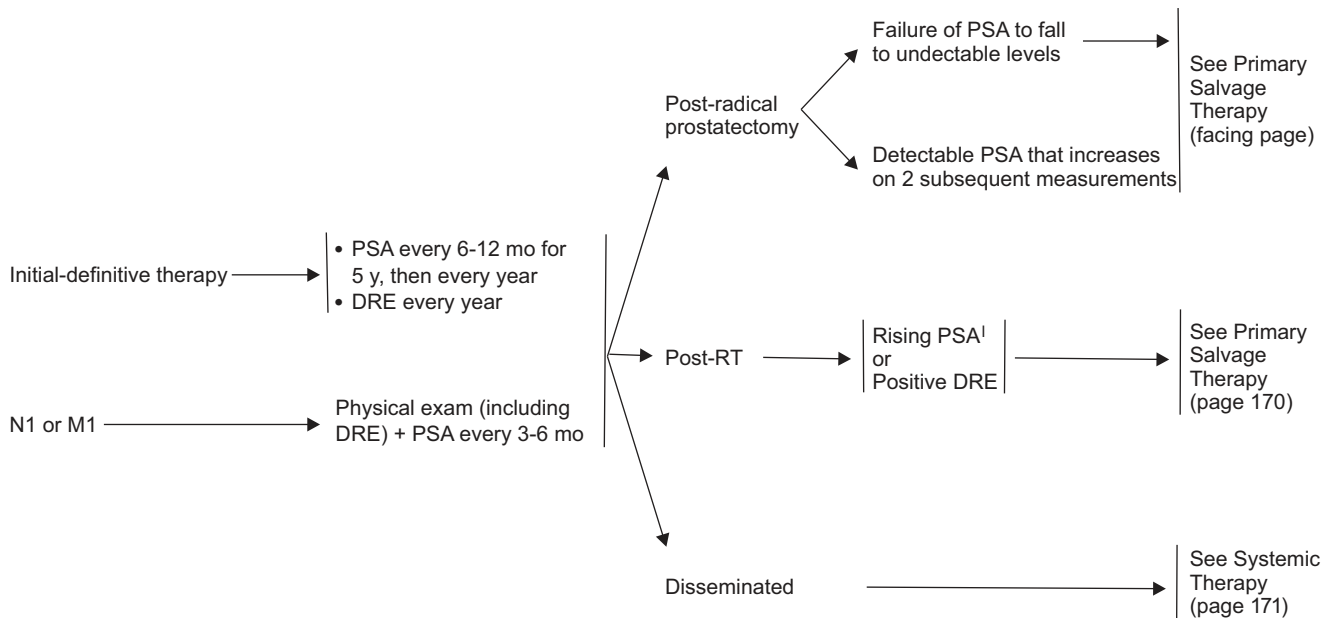 Initial-definitive therapy
• PSA every 6-12 mo for
5 y, then every year
• DRE every year
N1 or M1
Physical exam (including
DRE) + PSA every 3-6 mo
Post-radical
prostatectomy
Failure of PSA to fall
to undectable levels
Detectable PSA that increases
on 2 subsequent measurements
See Primary
Salvage
Therapy
(facing page)
Post-RT
Rising PSAˡ
or
Positive DRE
See Primary
Salvage
Therapy
(page 170)
Disseminated
See Systemic
Therapy
(page 171)